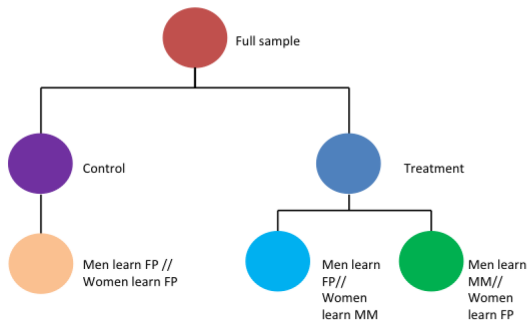 Full sample
Control
Treatment
Men learn FP //
Women learn FP
Men learn
FP//
Women
learn MM
Men learn
MM//
Women
learn FP